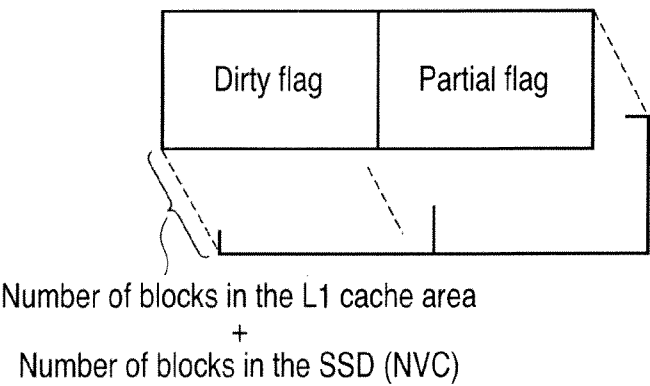 Dirty flag Partial flag
Number of blocks in the L1 cache area
+
Number of blocks in the SSD (NVC)